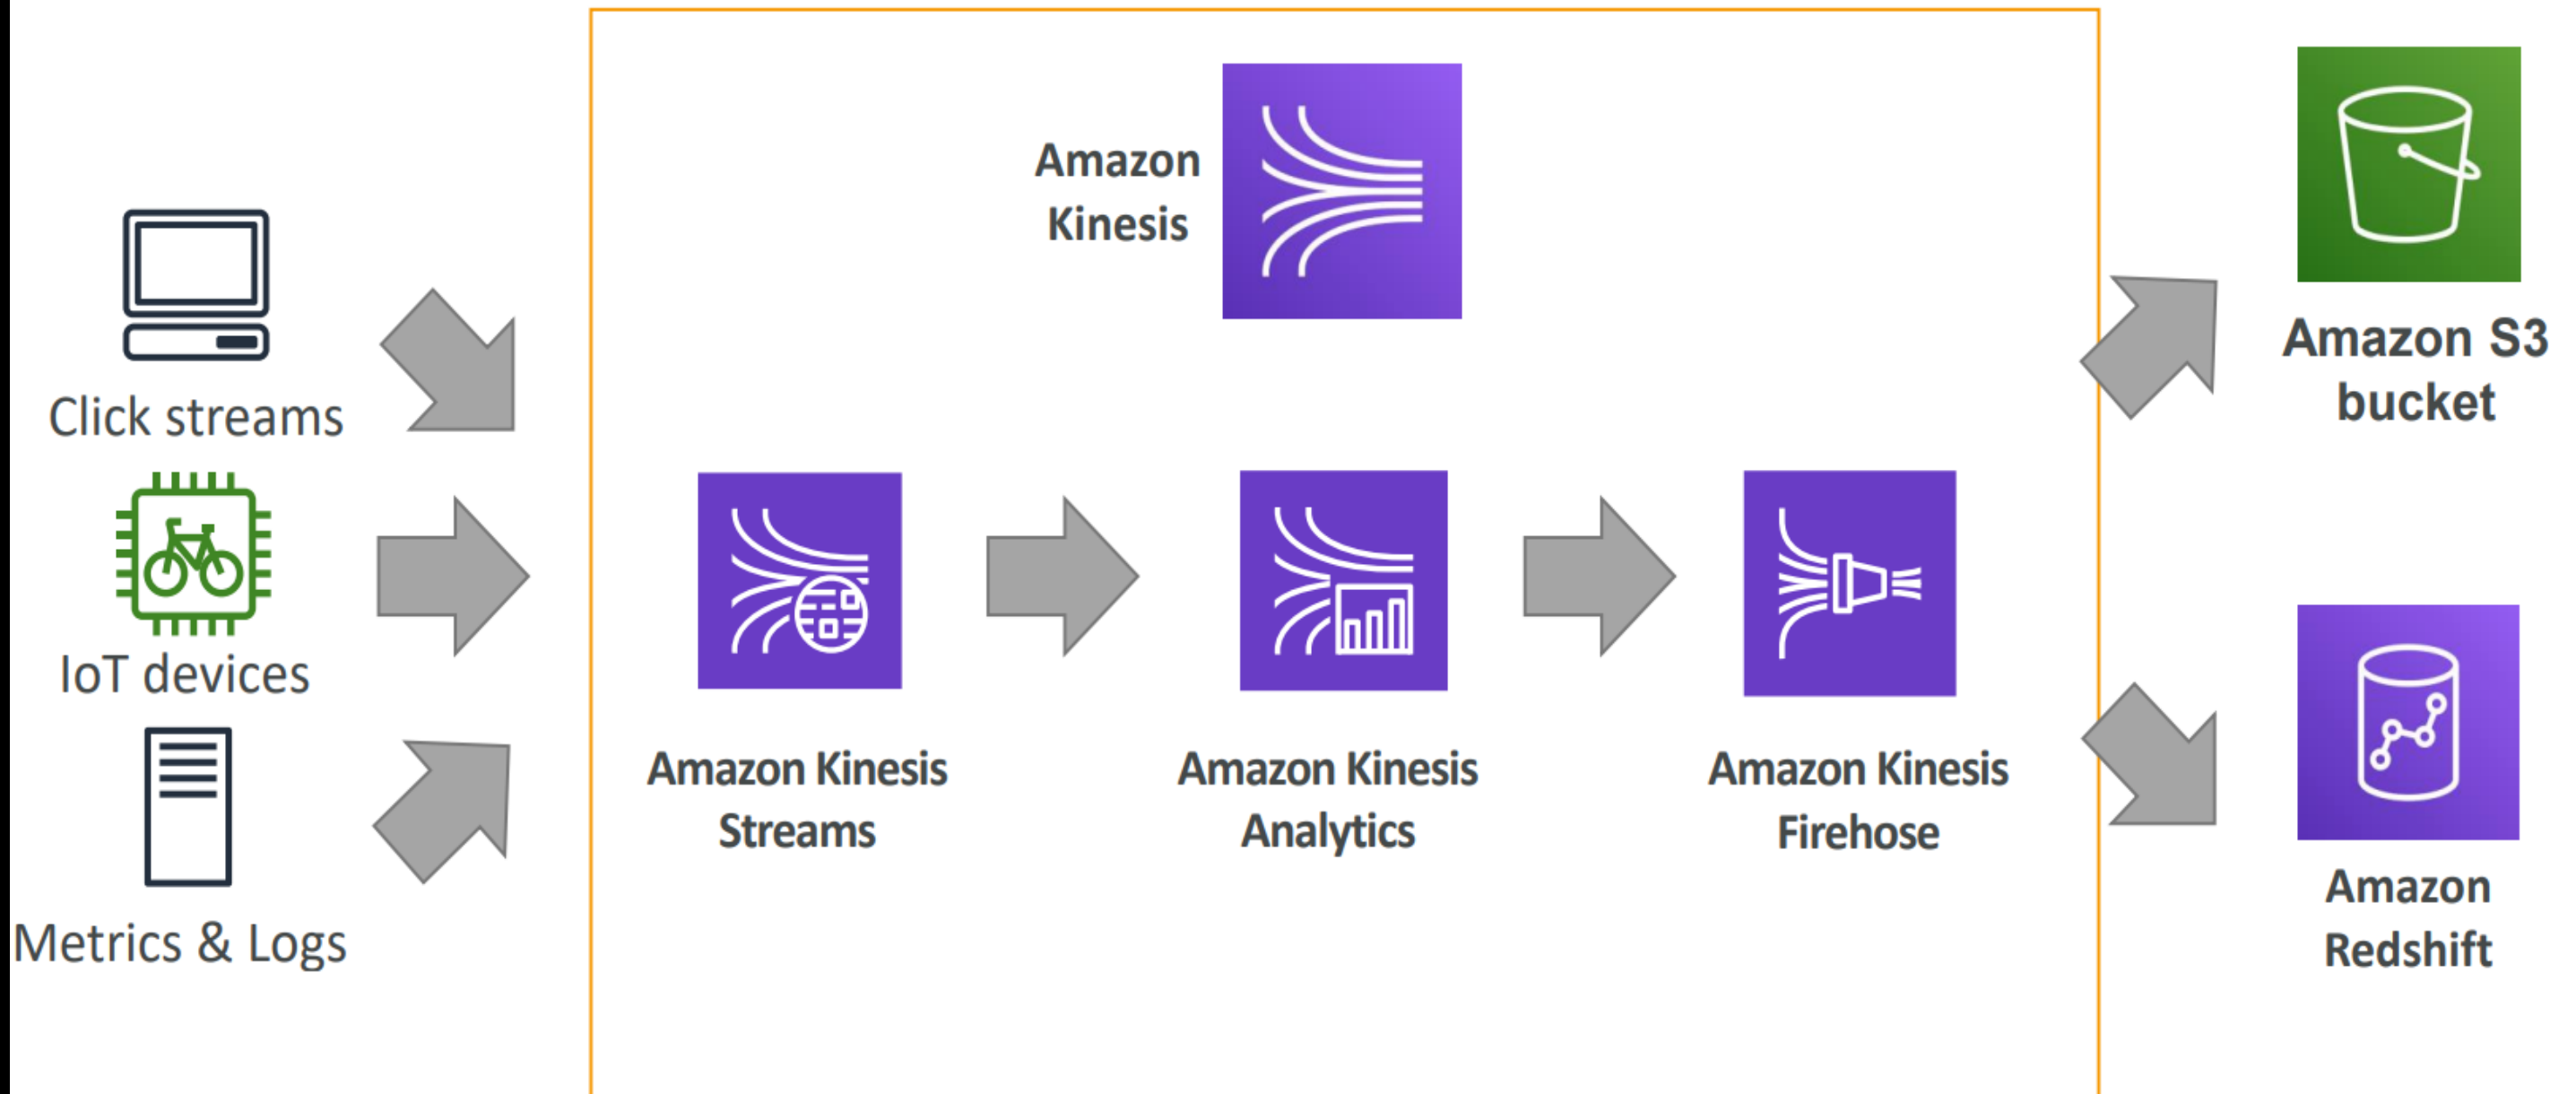 Amazon
Kinesis
Click streams
IoT devices
Metrics & Logs
Amazon Kinesis
Streams
Amazon Kinesis
Analytics
Amazon Kinesis
Firehose
Amazon S3
bucket
Amazon
Redshift